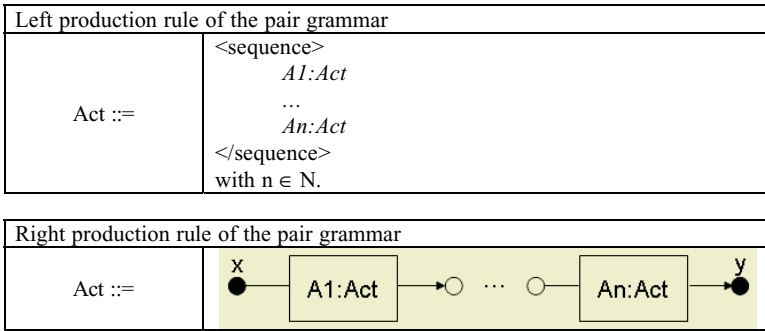 Left production rule of the pair grammar
Act ::=
<sequence>
A1:Act
...
An:Act
</sequence>
with n ∈ N.
Right production rule of the pair grammar
Act ::=
x
y
A1:Act
...
An:Act